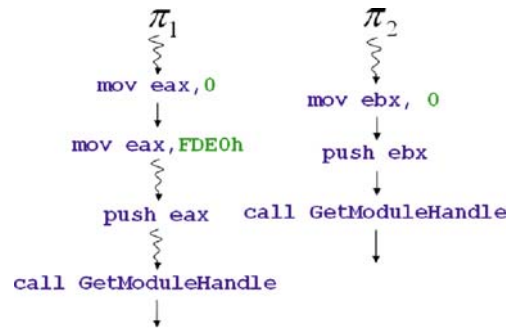 π1
mov eax,0
mov eax,FDE0h
push eax
call GetModuleHandle
π2
mov ebx, 0
push ebx
call GetModuleHandle